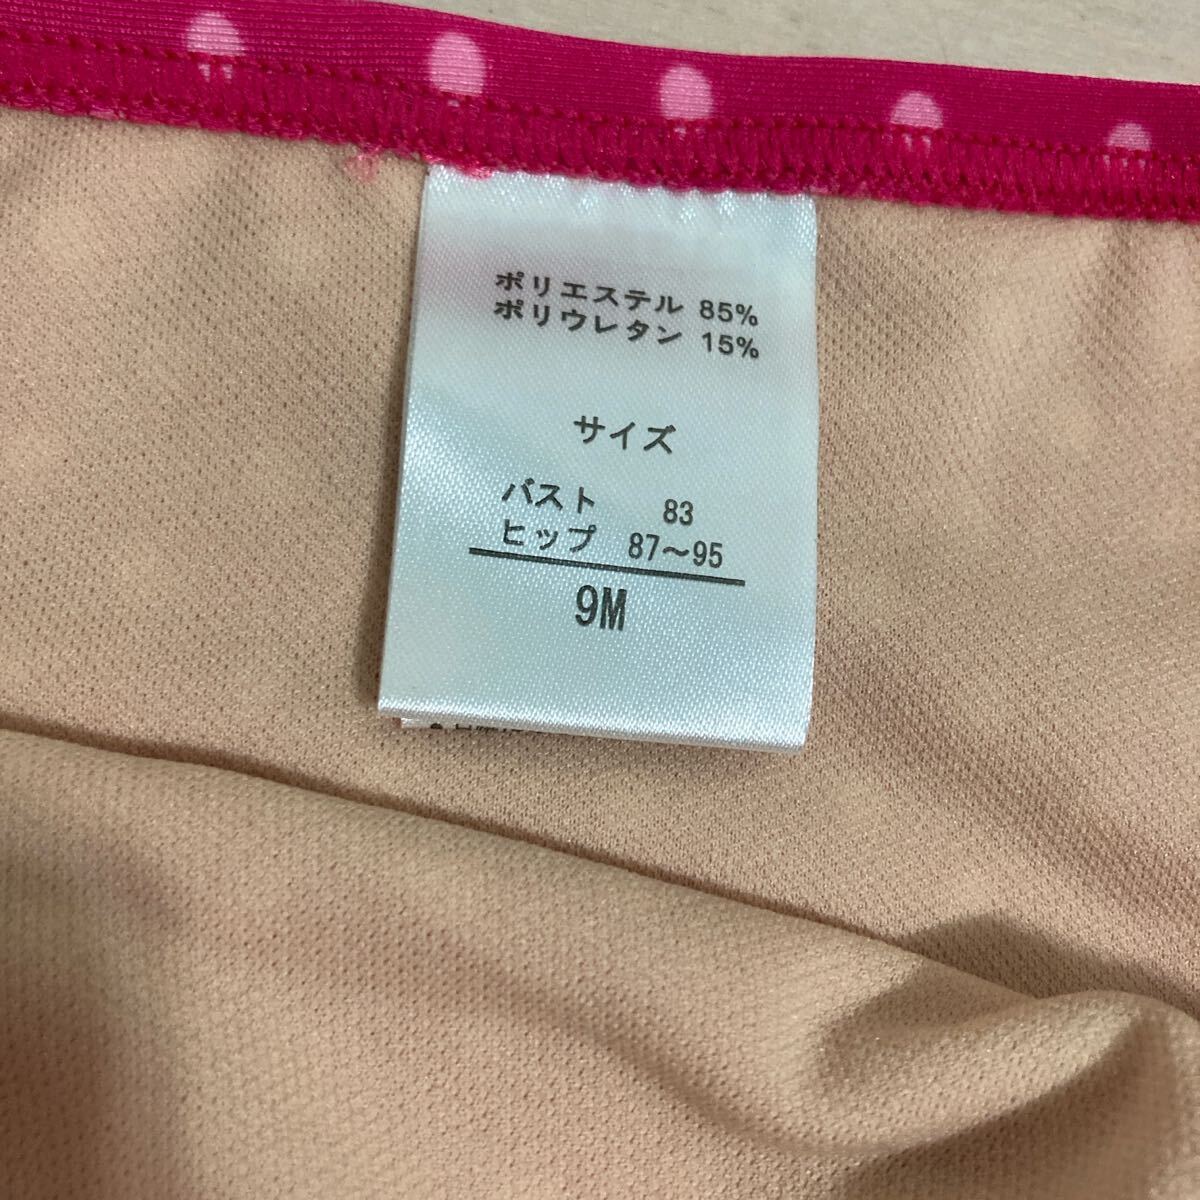 ポリエステル 85%
ポリウレタン 15%
サイズ
バスト 83
ヒップ 87～95
9M